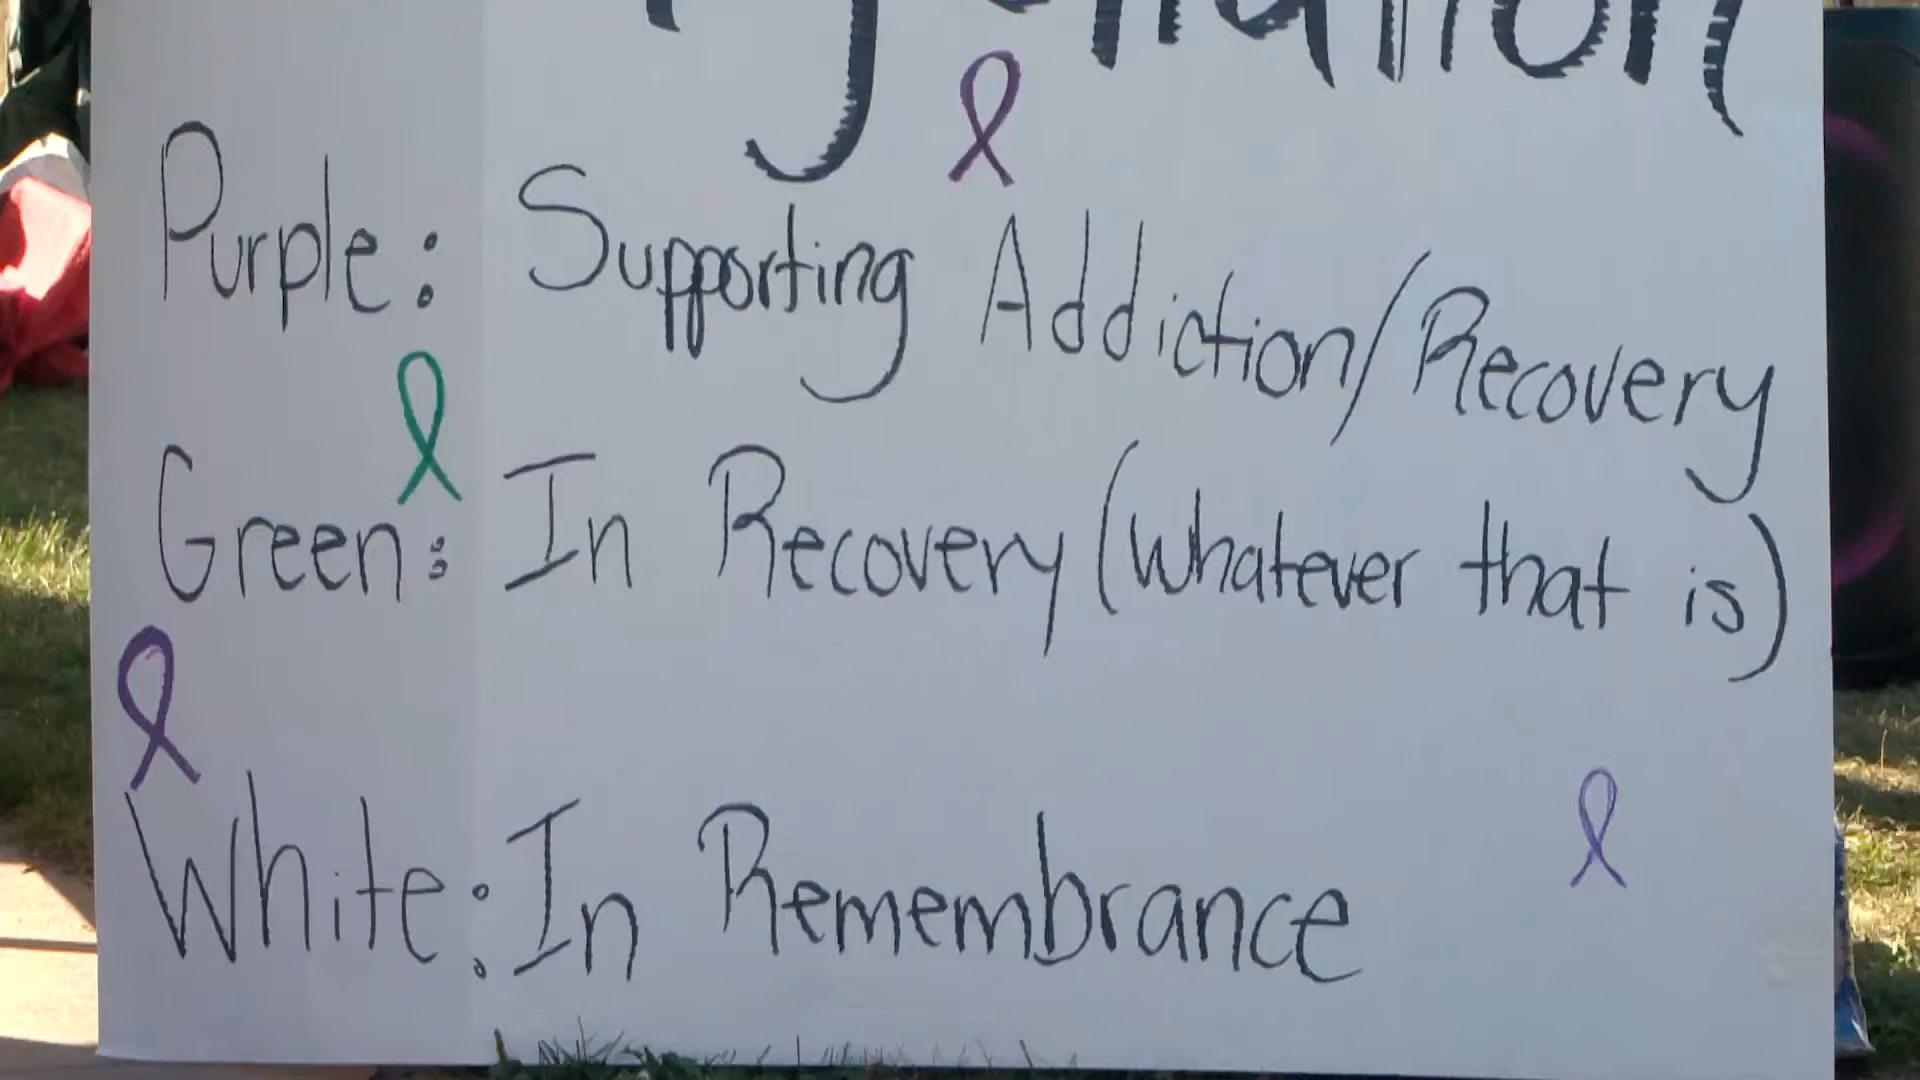 Purple: Supporting Addiction/Recovery
Green: In Recovery (Whatever that is)
White: In Remembrance